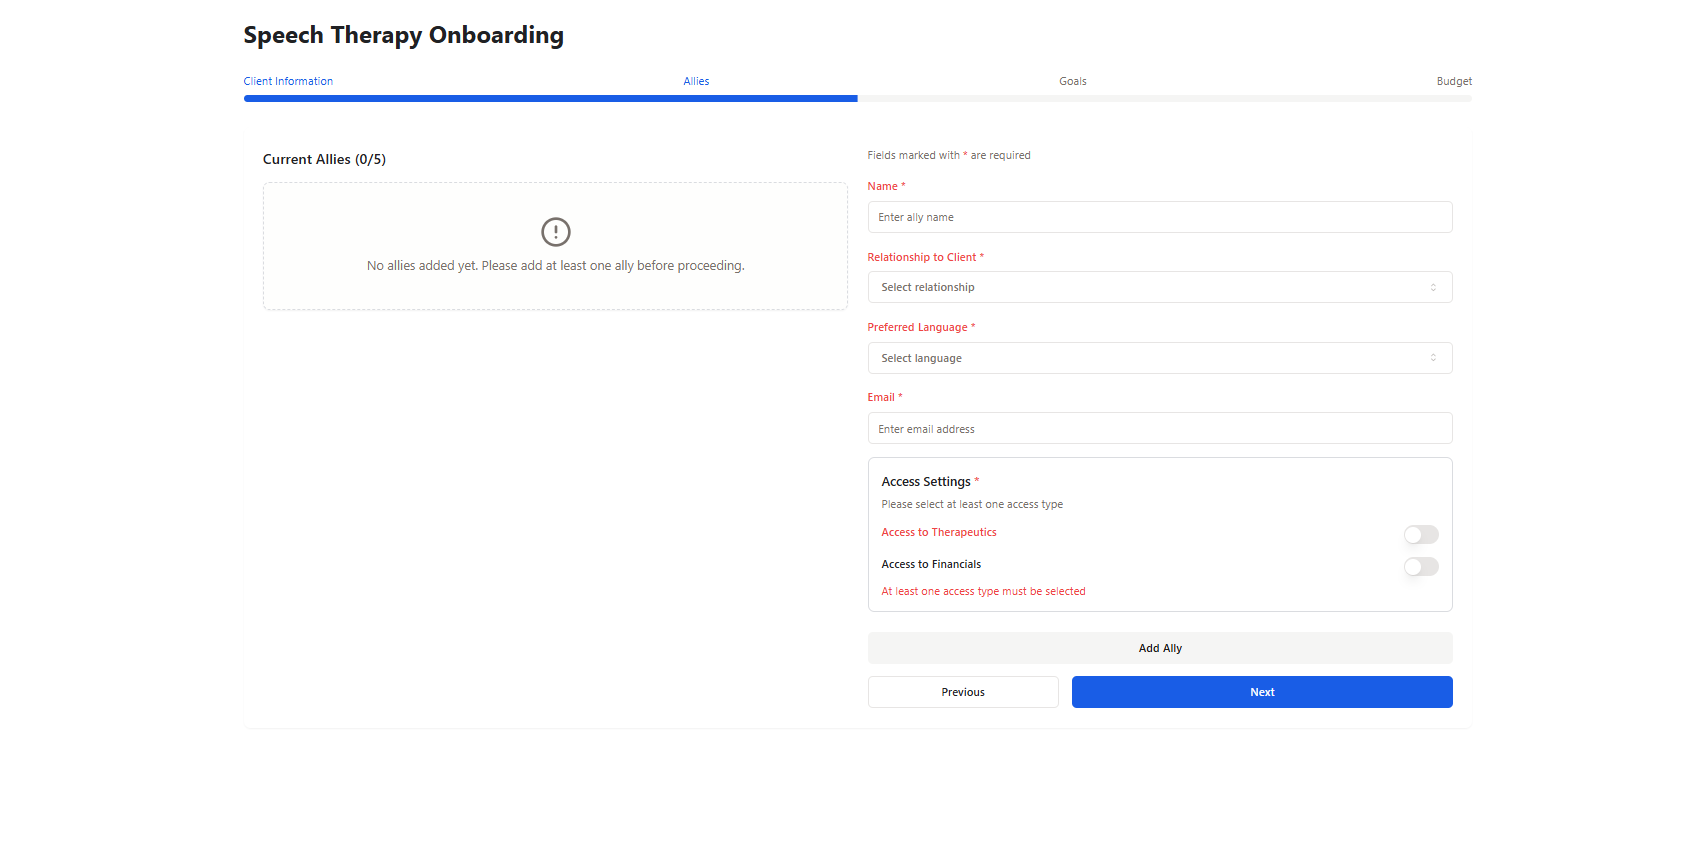 Speech Therapy Onboarding
Client Information
Allies
Goals
Budget
Current Allies (0/5)
No allies added yet. Please add at least one ally before proceeding.
Fields marked with * are required
Name *
Enter ally name
Relationship to Client *
Select relationship
Preferred Language *
Select language
Email *
Enter email address
Access Settings *
Please select at least one access type
Access to Therapeutics
Access to Financials
At least one access type must be selected
Add Ally
Previous
Next